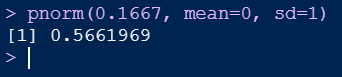 > pnorm(0.1667, mean=0, sd=1)
[1] 0.5661969
>